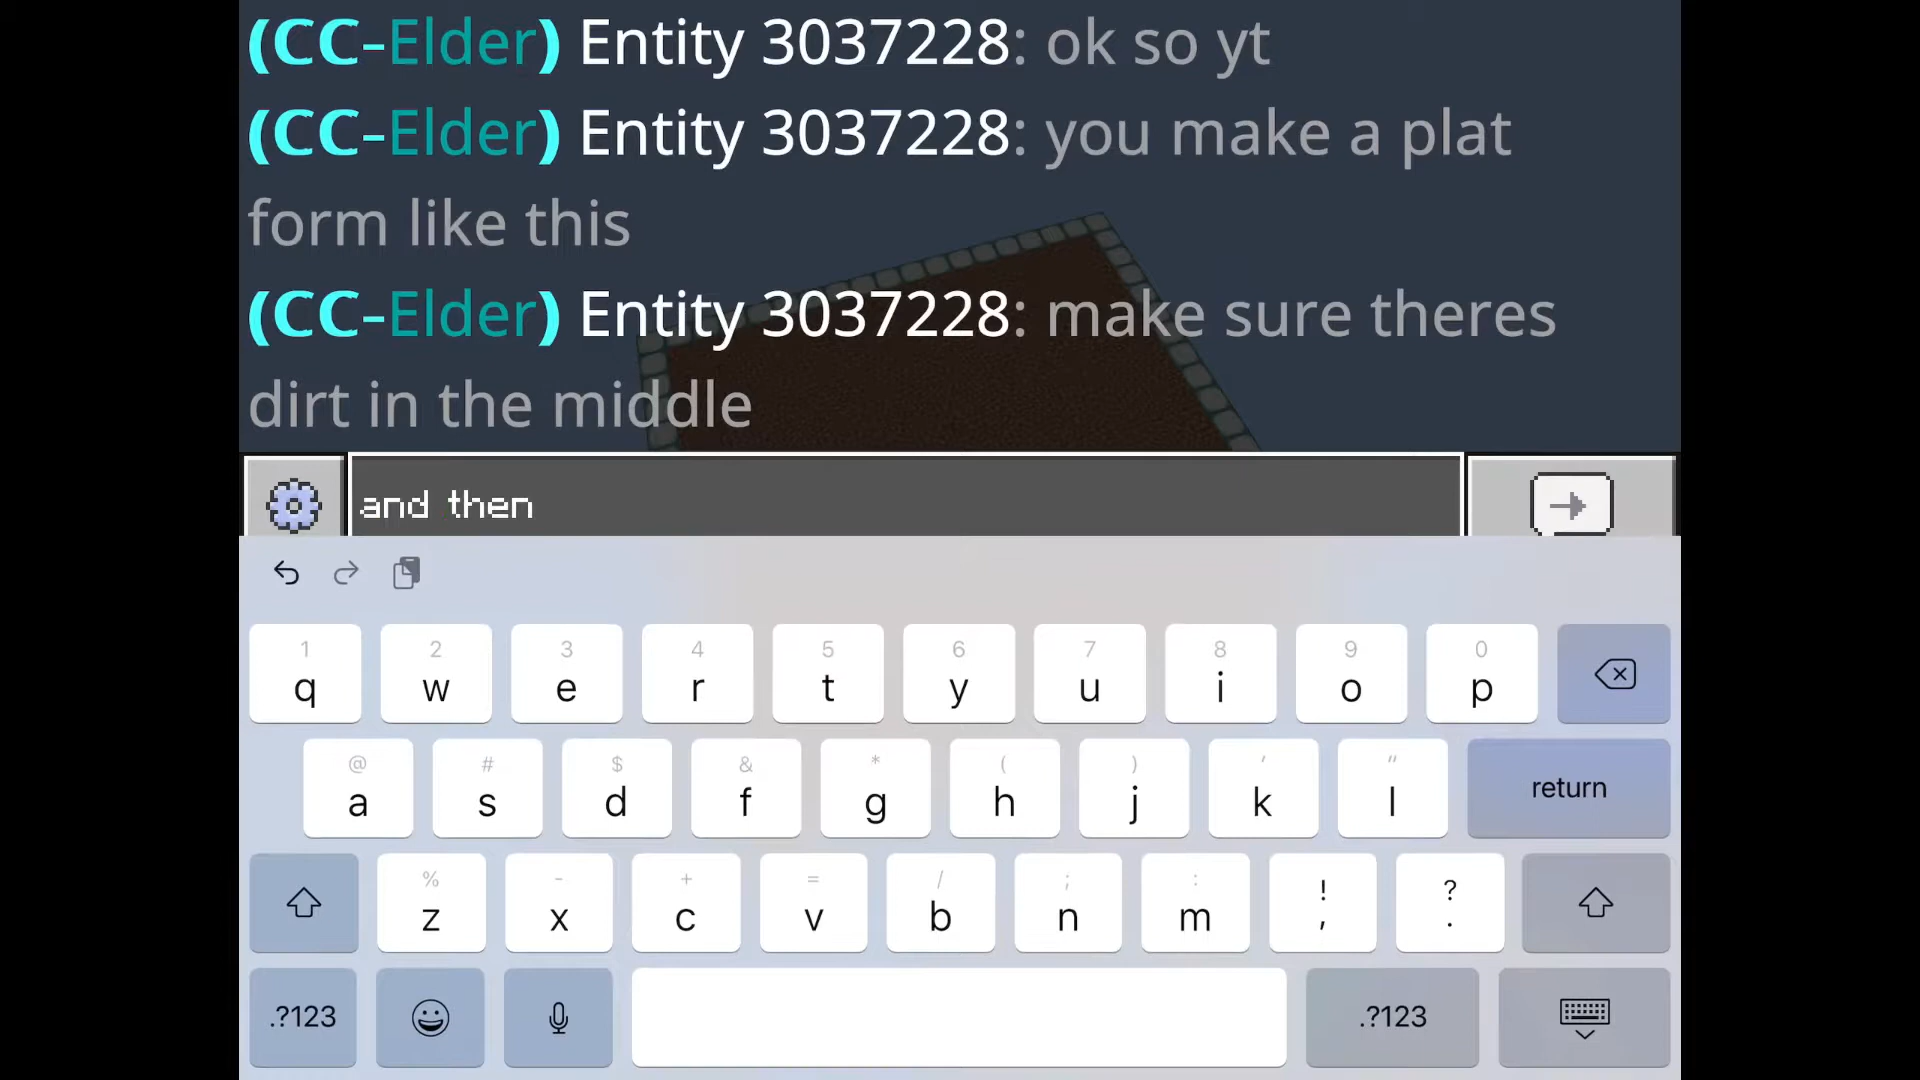 (CC-Elder) Entity 3037228: ok so yt
(CC-Elder) Entity 3037228: you make a plat
form like this
(CC-Elder) Entity 3037228: make sure theres
dirt in the middle
and then
1 2 3 4 5 6 7 8 9 0
q w e r t y u i o p
@ # $ & * ( ) ' "
a s d f g h j k l return
% - + = / ; : ! ?
z x c v b n m , .
.?123 .?123